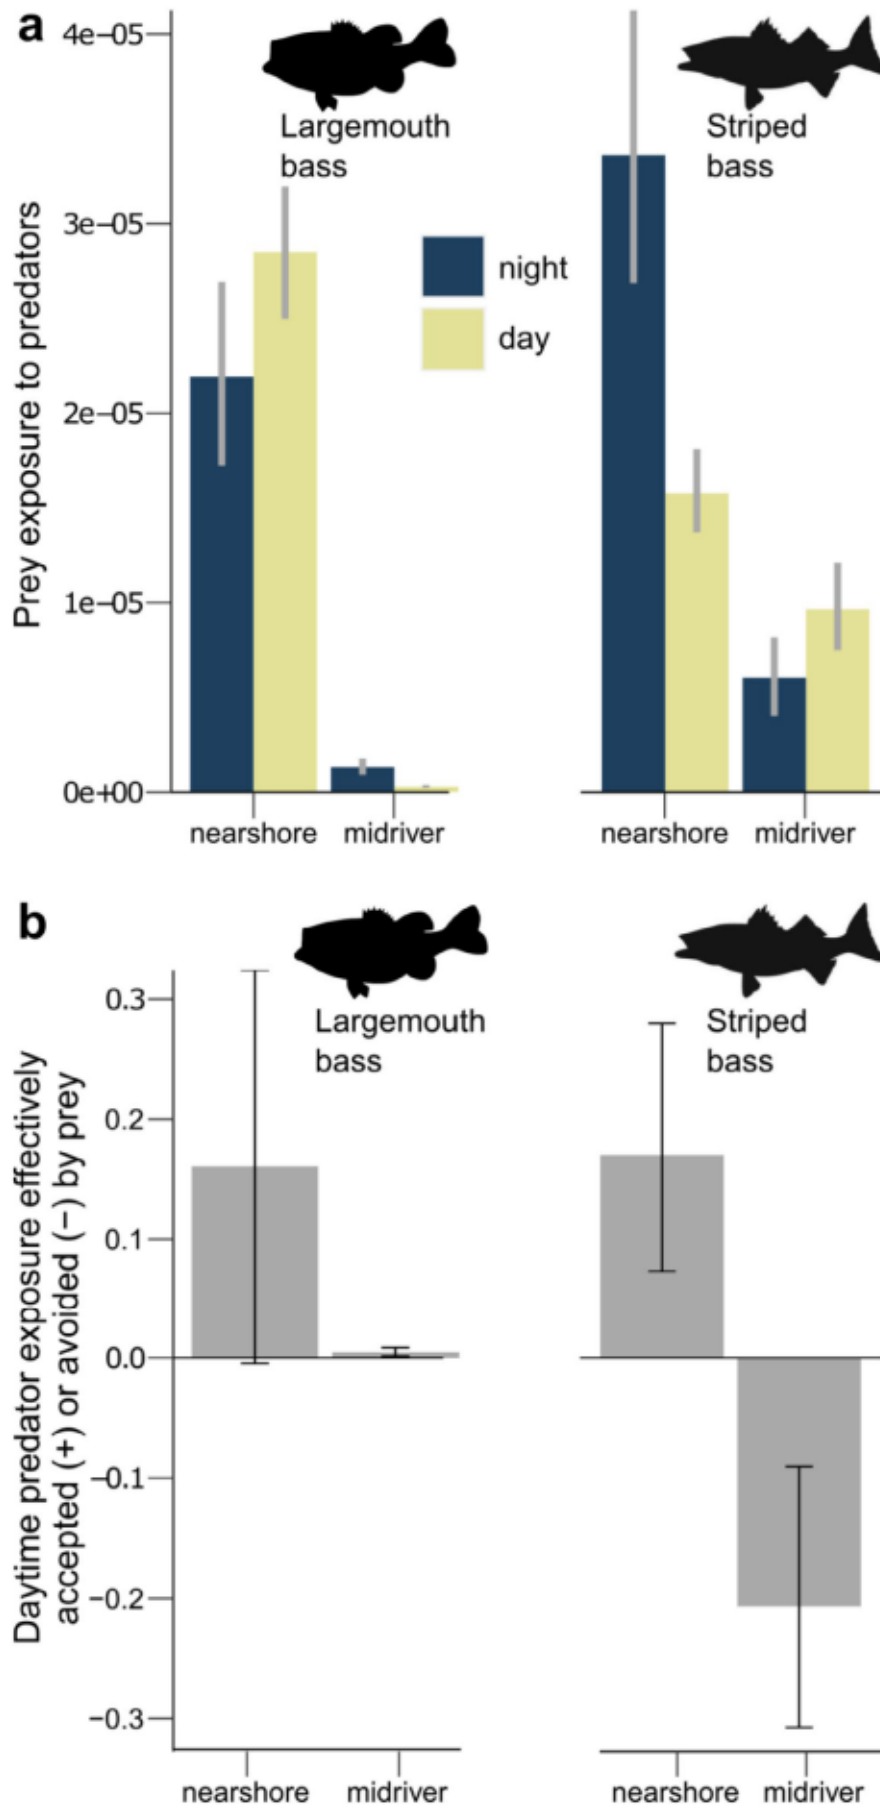 a
4e−05
3e−05
2e−05
1e−05
0e+00
Prey exposure to predators
Largemouth
bass
Striped
bass
night
day
nearshore midriver
nearshore midriver
b
0.3
0.2
0.1
0.0
−0.1
−0.2
−0.3
Daytime predator exposure effectively
accepted (+) or avoided (−) by prey
Largemouth
bass
Striped
bass
nearshore midriver
nearshore midriver